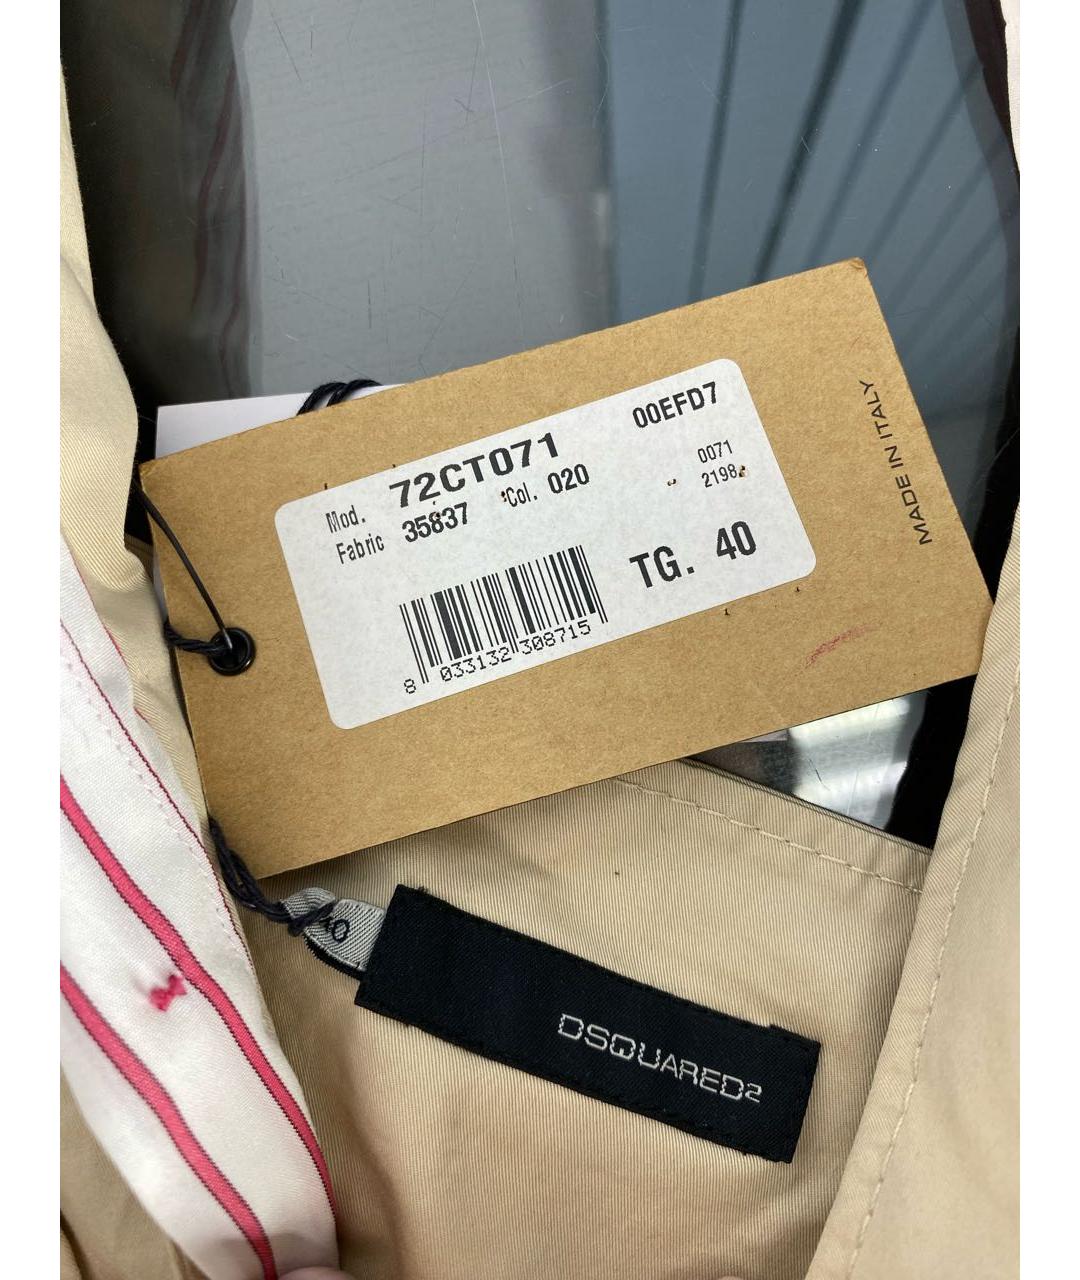 Mod. 72CT071 00EFD7
Fabric 35837 Col. 020 0071
2198
TG. 40
8 033132 308715
MADE IN ITALY
40
DSQUARED2